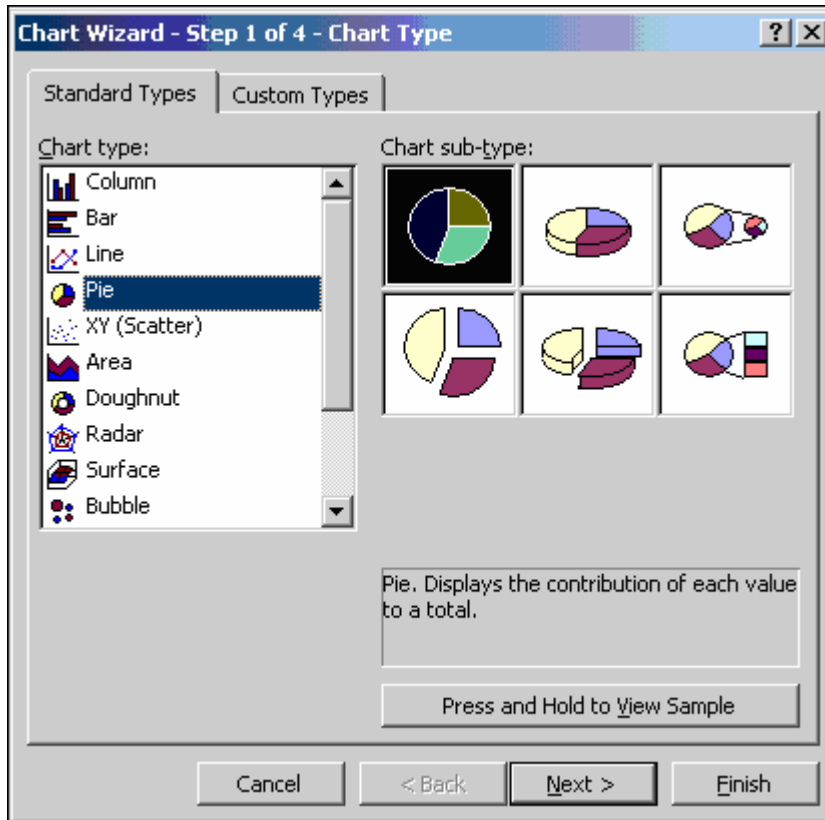 Chart Wizard - Step 1 of 4 - Chart Type
Standard Types
Custom Types
Chart type:
Column
Bar
Line
Pie
XY (Scatter)
Area
Doughnut
Radar
Surface
Bubble
Chart sub-type:
Pie. Displays the contribution of each value
to a total.
Press and Hold to View Sample
Cancel
< Back
Next >
Finish